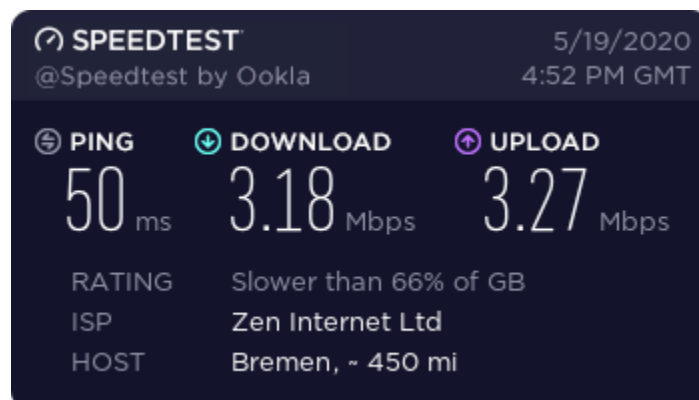 SPEEDTEST 5/19/2020
@Speedtest by Ookla 4:52 PM GMT
PING DOWNLOAD UPLOAD
50 ms 3.18 Mbps 3.27 Mbps
RATING Slower than 66% of GB
ISP Zen Internet Ltd
HOST Bremen, ~ 450 mi